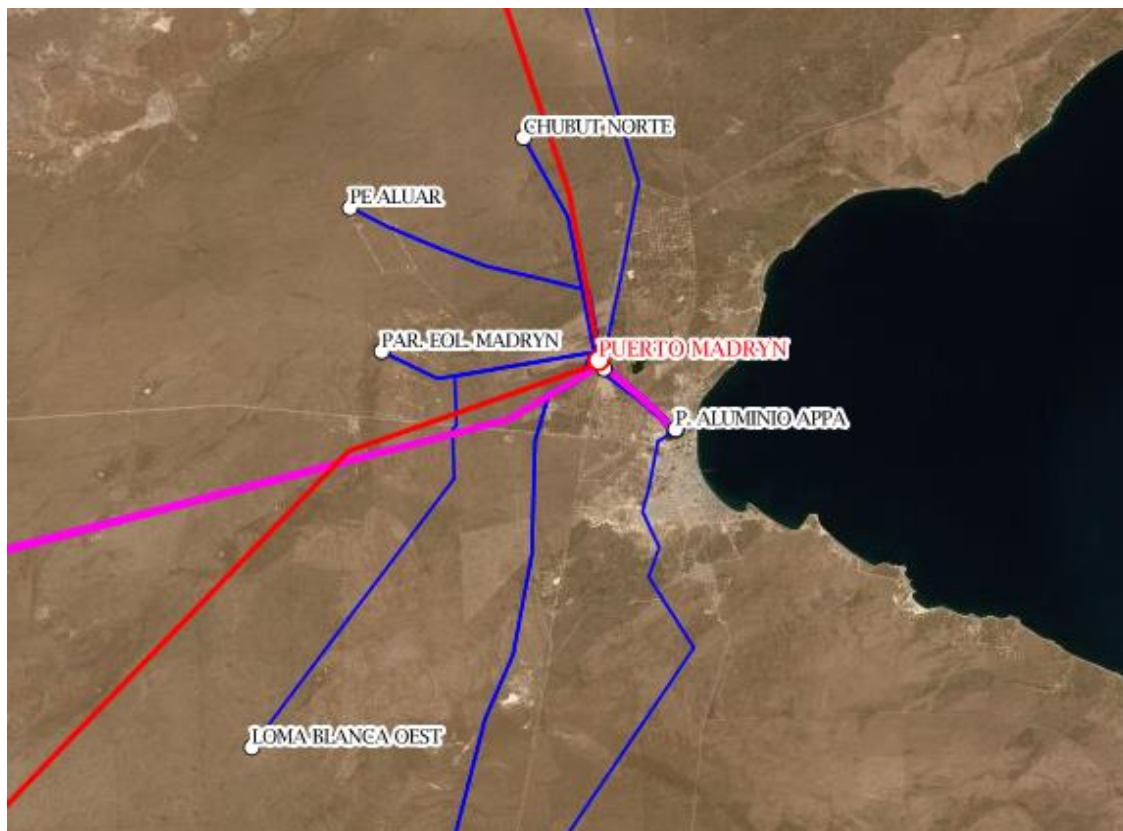 CHUBUT NORTE
PE ALUAR
PAR. EOL. MADRYN
PUERTO MADRYN
P. ALUMINIO APPA
LOMA BLANCA OEST